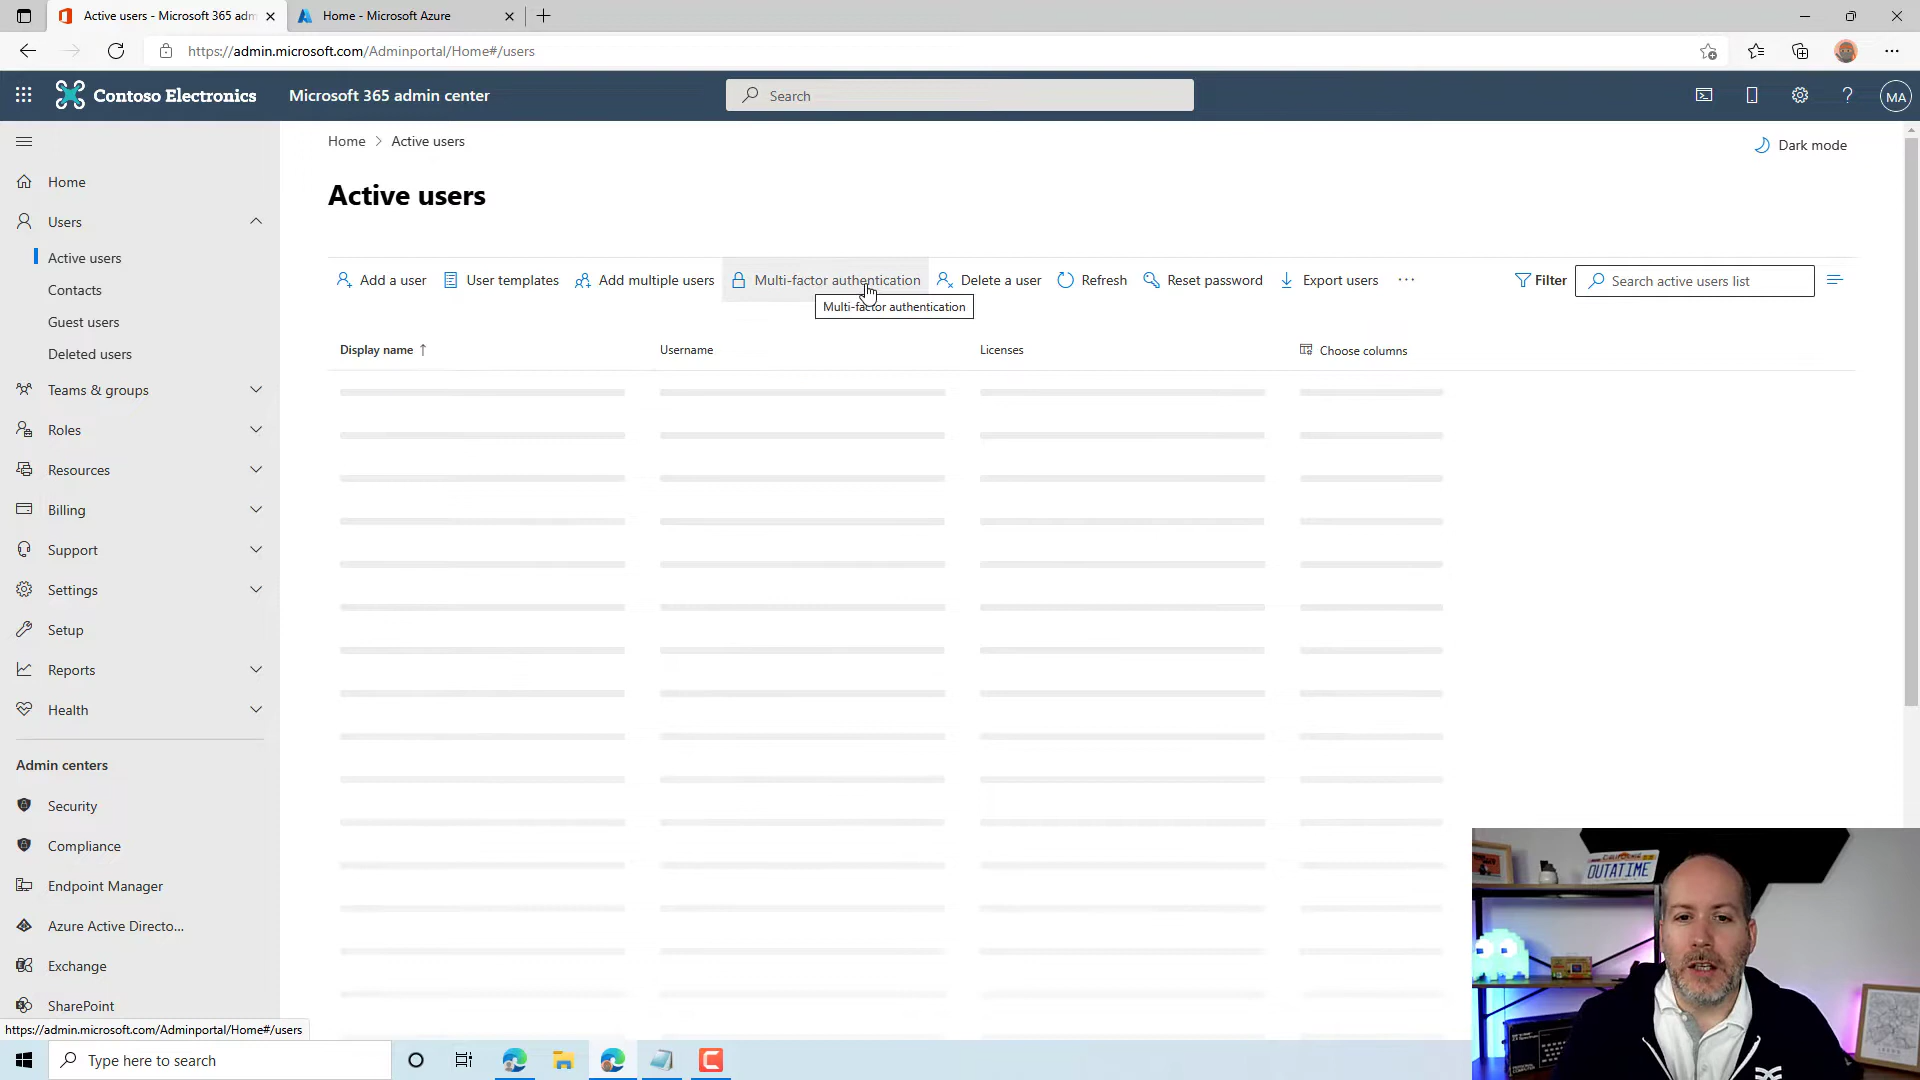 Active users - Microsoft 365 adm
Home - Microsoft Azure
https://admin.microsoft.com/Adminportal/Home#/users
Contoso Electronics
Microsoft 365 admin center
Search
MA
Home
Active users
Dark mode
Active users
Add a user
User templates
Add multiple users
Multi-factor authentication
Delete a user
Refresh
Reset password
Export users
Filter
Search active users list
Multi-factor authentication
Display name
Username
Licenses
Choose columns
Home
Users
Active users
Contacts
Guest users
Deleted users
Teams & groups
Roles
Resources
Billing
Support
Settings
Setup
Reports
Health
Admin centers
Security
Compliance
Endpoint Manager
Azure Active Directo...
Exchange
SharePoint
https://admin.microsoft.com/Adminportal/Home#/users
Type here to search
OUTATIME